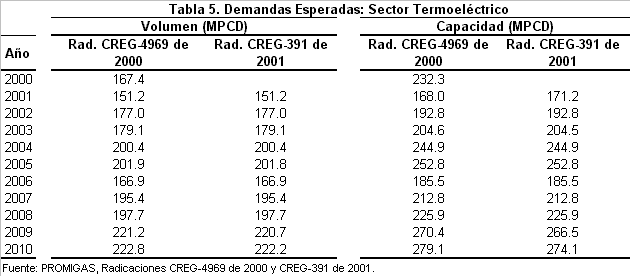 Tabla 5. Demandas Esperadas: Sector Termoeléctrico
Volumen (MPCD) Capacidad (MPCD)
Año Rad. CREG-4969 de 2000 Rad. CREG-391 de 2001 Rad. CREG-4969 de 2000 Rad. CREG-391 de 2001
2000 167.4 232.3
2001 151.2 151.2 168.0 171.2
2002 177.0 177.0 192.8 192.8
2003 179.1 179.1 204.6 204.5
2004 200.4 200.4 244.9 244.9
2005 201.9 201.8 252.8 252.8
2006 166.9 166.9 185.5 185.5
2007 195.4 195.4 212.8 212.8
2008 197.7 197.7 225.9 225.9
2009 221.2 220.7 270.4 266.5
2010 222.8 222.2 279.1 274.1
Fuente: PROMIGAS, Radicaciones CREG-4969 de 2000 y CREG-391 de 2001.